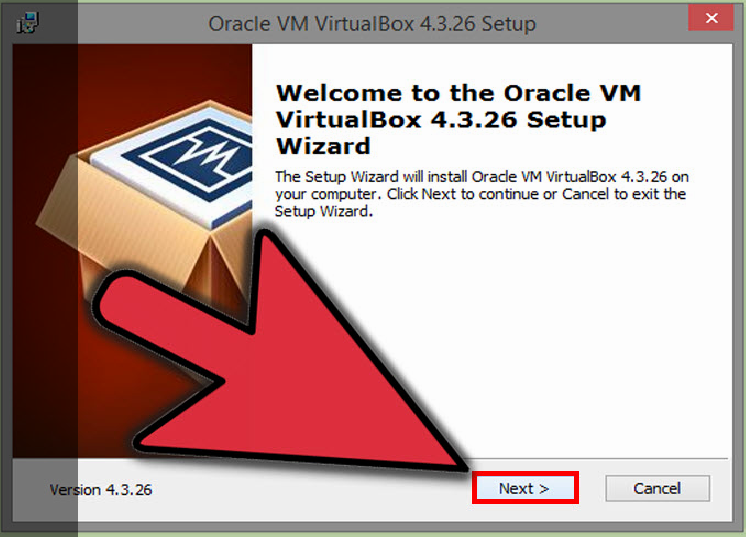 Oracle VM VirtualBox 4.3.26 Setup
Welcome to the Oracle VM
VirtualBox 4.3.26 Setup
Wizard
The Setup Wizard will install Oracle VM VirtualBox 4.3.26 on
your computer. Click Next to continue or Cancel to exit the
Setup Wizard.
Version 4.3.26
Next >
Cancel